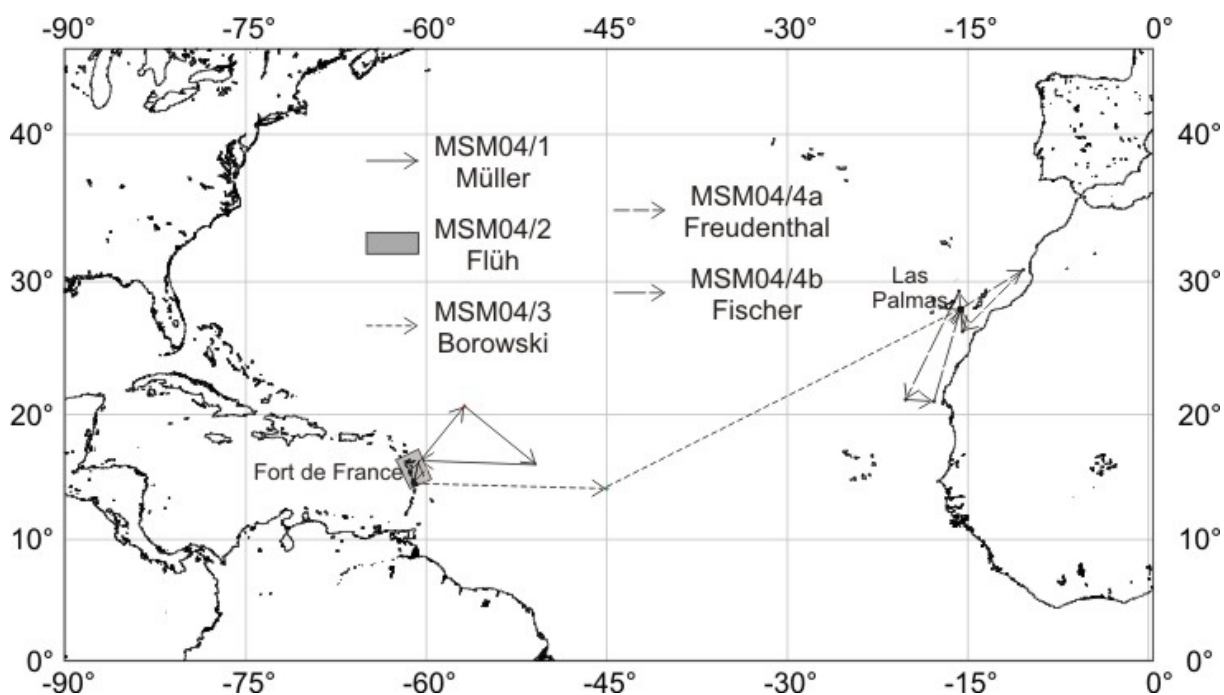 -90° -75° -60° -45° -30° -15° 0°
40° 40°
MSM04/1
Müller
MSM04/4a
Freudenthal
MSM04/2
Flüh
30° 30°
Las
Palmas
MSM04/4b
Fischer
MSM04/3
Borowski
20° 20°
Fort de France
10° 10°
0° 0°
-90° -75° -60° -45° -30° -15° 0°